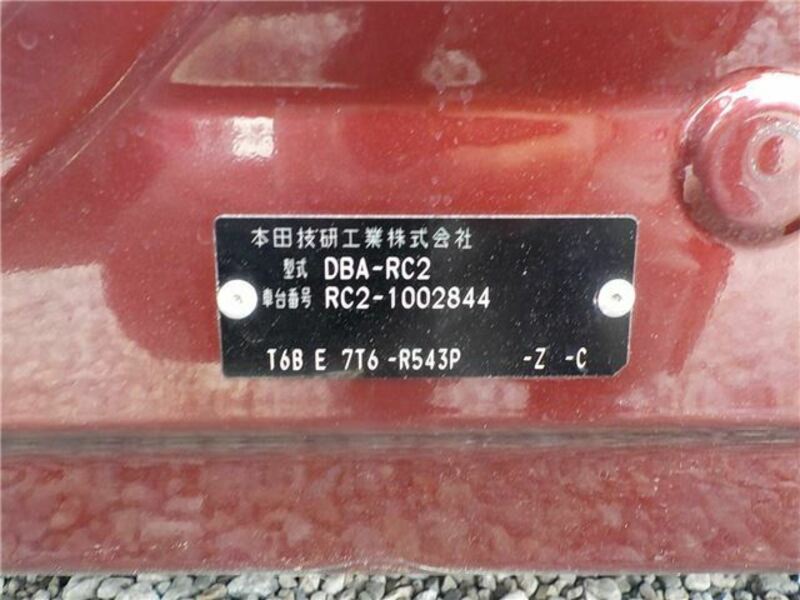 本田技研工業株式会社
型式 DBA-RC2
車台番号 RC2-1002844
T6B E 7T6 -R543P -Z -C